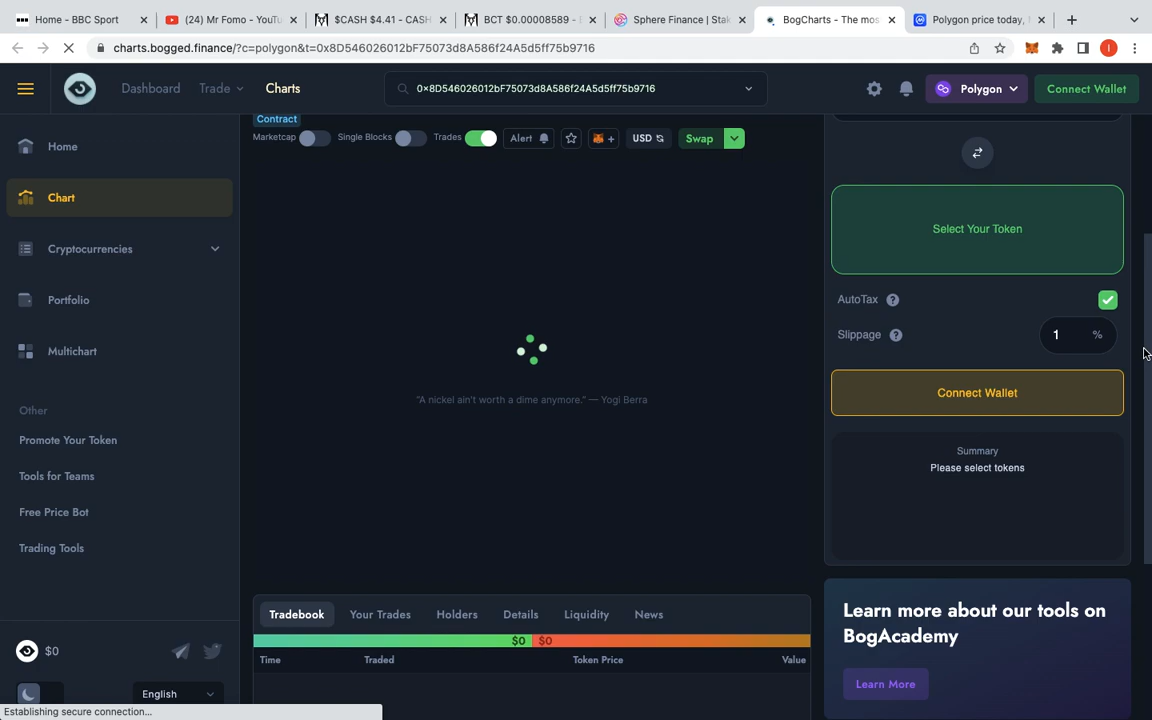 Home - BBC Sport
(24) Mr Fomo - YouTu
$CASH $4.41 - CASH
BCT $0.00008589 -
Sphere Finance | Stak
BogCharts - The mos
Polygon price today,
charts.bogged.finance/?c=polygon&t=0x8D546026012bF75073d8A586f24A5d5ff75b9716
Dashboard
Trade
Charts
0x8D546026012bF75073d8A586f24A5d5ff75b9716
Polygon
Connect Wallet
Contract
Marketcap
Single Blocks
Trades
Alert
USD
Swap
Home
Chart
Cryptocurrencies
Portfolio
Multichart
Other
Promote Your Token
Tools for Teams
Free Price Bot
Trading Tools
$0
English
Establishing secure connection...
"A nickel ain't worth a dime anymore." — Yogi Berra
Tradebook
Your Trades
Holders
Details
Liquidity
News
$0
$0
Time
Traded
Token Price
Value
Select Your Token
AutoTax
Slippage
1 %
Connect Wallet
Summary
Please select tokens
Learn more about our tools on
BogAcademy
Learn More